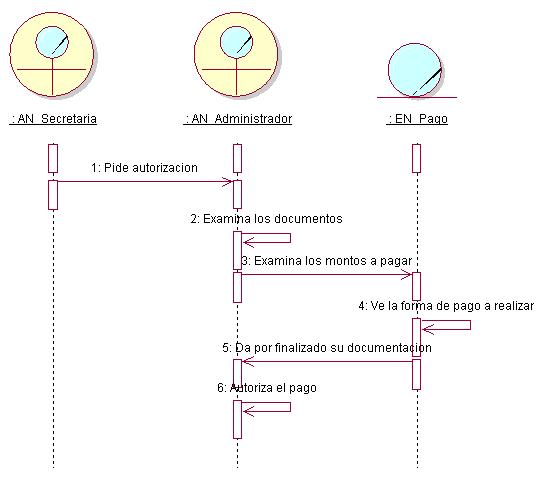 : AN_Secretaria
: AN_Administrador
: EN_Pago
1: Pide autorizacion
2: Examina los documentos
3: Examina los montos a pagar
4: Ve la forma de pago a realizar
5: Da por finalizado su documentacion
6: Autoriza el pago